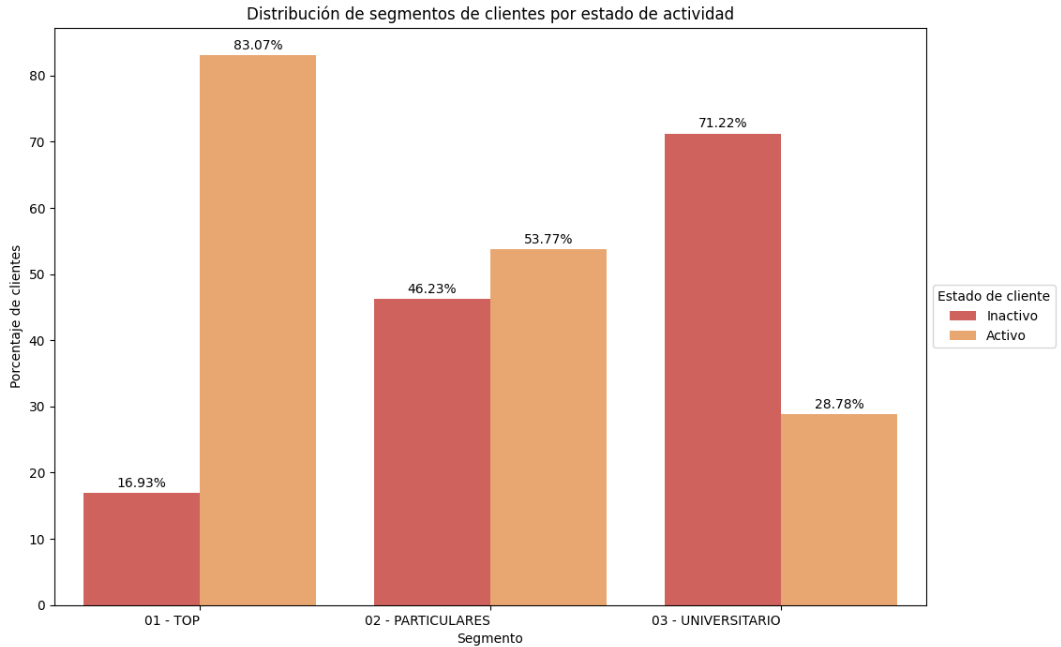 Distribución de segmentos de clientes por estado de actividad
83.07%
71.22%
53.77%
46.23%
28.78%
16.93%
80
70
60
50
40
30
20
10
0
Porcentaje de clientes
01 - TOP
02 - PARTICULARES
03 - UNIVERSITARIO
Segmento
Estado de cliente
Inactivo
Activo